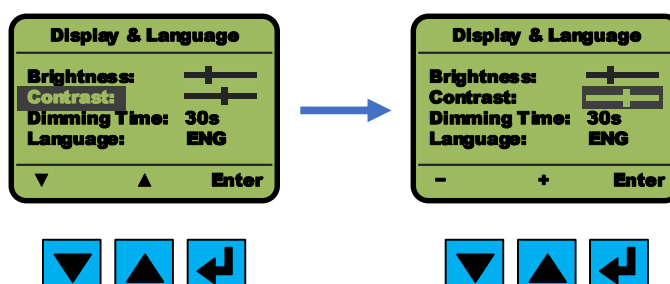 Display & Language
Brightness:
Contrast:
Dimming Time: 30s
Language: ENG
▼ ▲ Enter
Display & Language
Brightness:
Contrast:
Dimming Time: 30s
Language: ENG
- + Enter